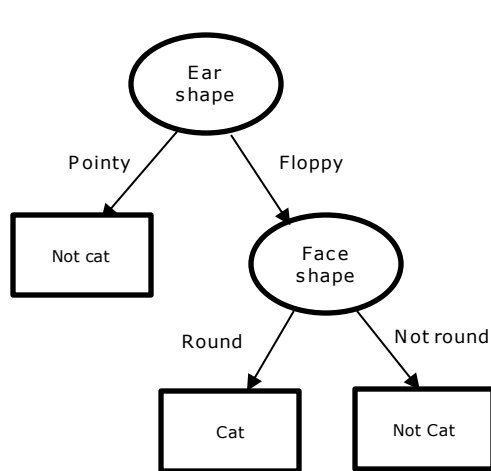 Ear
shape
Pointy
Floppy
Not cat
Face
shape
Round
Not round
Cat
Not Cat